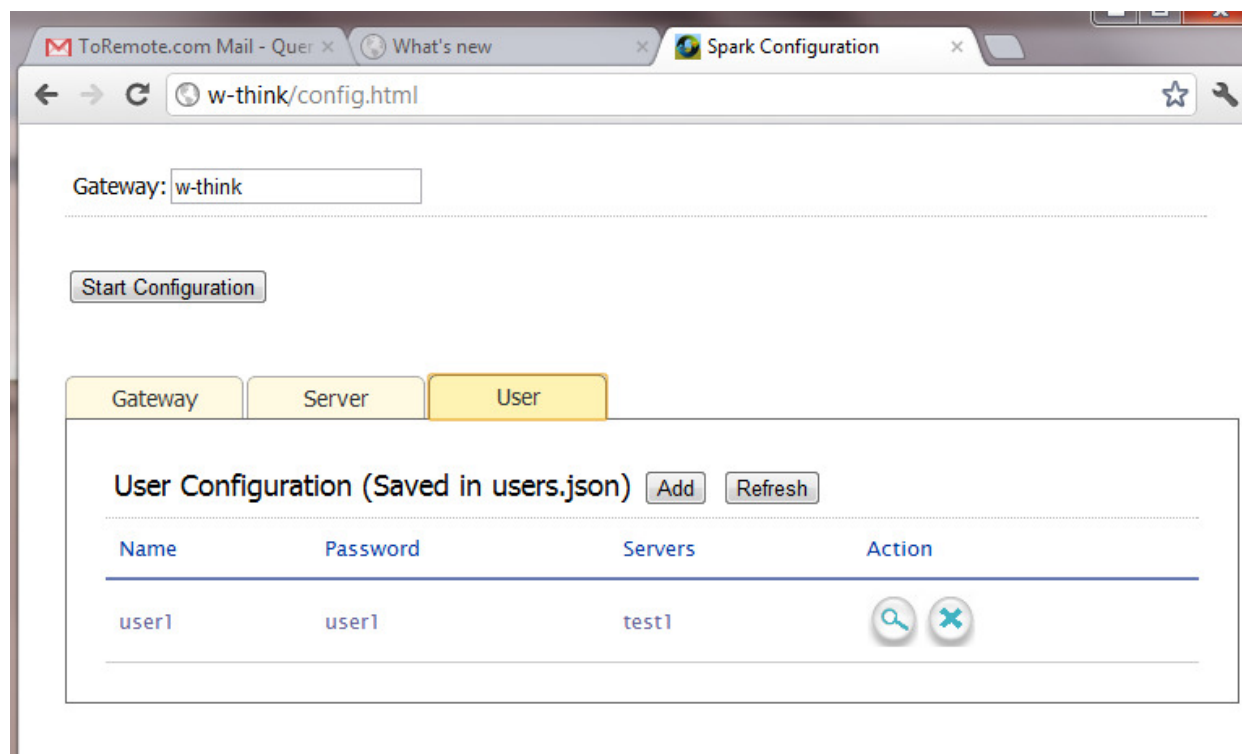 ToRemote.com Mail - Quer What's new Spark Configuration
w-think/config.html
Gateway: w-think
Start Configuration
Gateway Server User
User Configuration (Saved in users.json) Add Refresh
Name Password Servers Action
user1 user1 test1